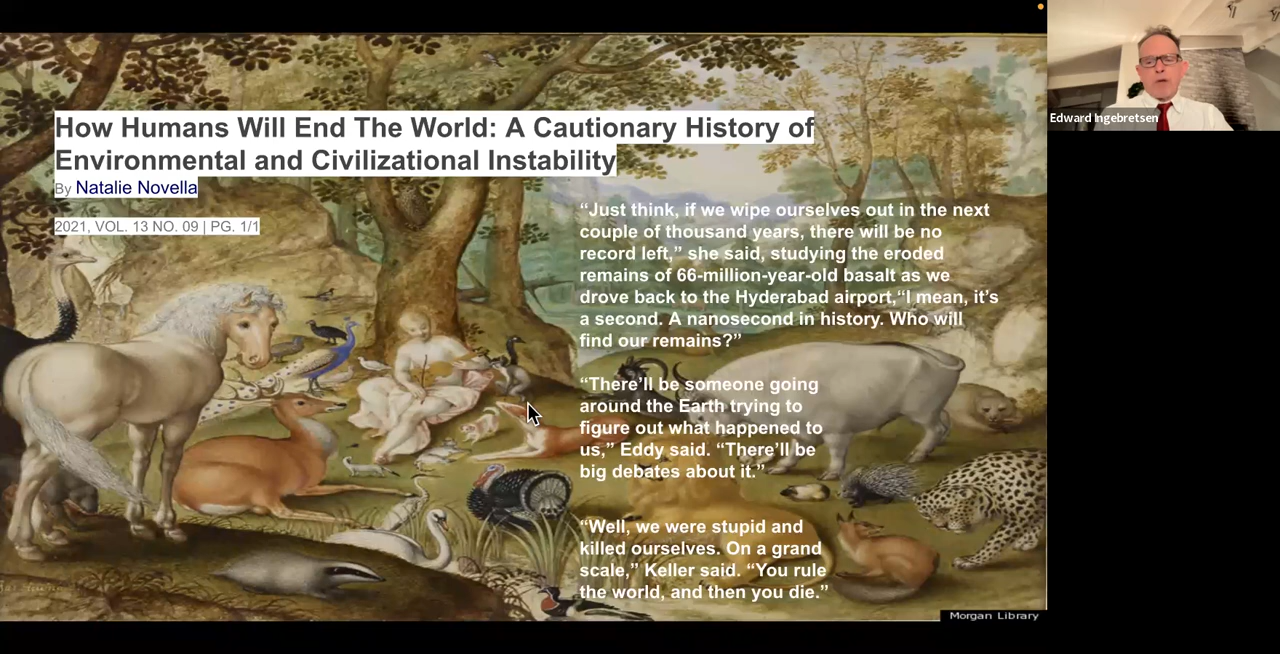 How Humans Will End The World: A Cautionary History of
Environmental and Civilizational Instability
By Natalie Novella
2021, VOL. 13 NO. 09 | PG. 1/1
“Just think, if we wipe ourselves out in the next
couple of thousand years, there will be no
record left,” she said, studying the eroded
remains of 66-million-year-old basalt as we
drove back to the Hyderabad airport,“I mean, it’s
a second. A nanosecond in history. Who will
find our remains?”
“There’ll be someone going
around the Earth trying to
figure out what happened to
us,” Eddy said. “There’ll be
big debates about it.”
“Well, we were stupid and
killed ourselves. On a grand
scale,” Keller said. “You rule
the world, and then you die.”
Morgan Library
Edward Ingebretsen